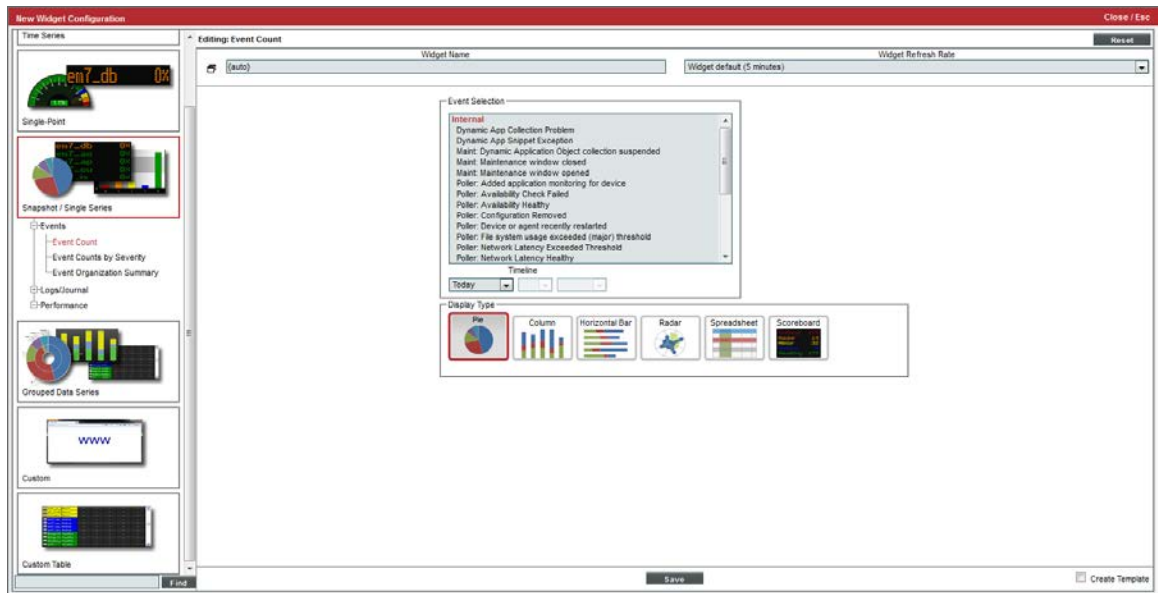 New Widget Configuration
Close / Esc
Time Series
Editing: Event Count
Reset
Widget Name
Widget Refresh Rate
{auto}
Widget default (5 minutes)
em7_db 0%
Single-Point
Snapshot / Single Series
Events
Event Count
Event Counts by Severity
Event Organization Summary
Logs/Journal
Performance
Grouped Data Series
www
Custom
Custom Table
Find
Event Selection
Internal
Dynamic App Collection Problem
Dynamic App Snippet Exception
Maint: Dynamic Application Object collection suspended
Maint: Maintenance window closed
Maint: Maintenance window opened
Poller: Added application monitoring for device
Poller: Availability Check Failed
Poller: Availability Healthy
Poller: Configuration Removed
Poller: Device or agent recently restarted
Poller: File system usage exceeded (major) threshold
Poller: Network Latency Exceeded Threshold
Poller: Network Latency Healthy
Timeline
Today
Display Type
Pie
Column
Horizontal Bar
Radar
Spreadsheet
Scoreboard
Save
Create Template